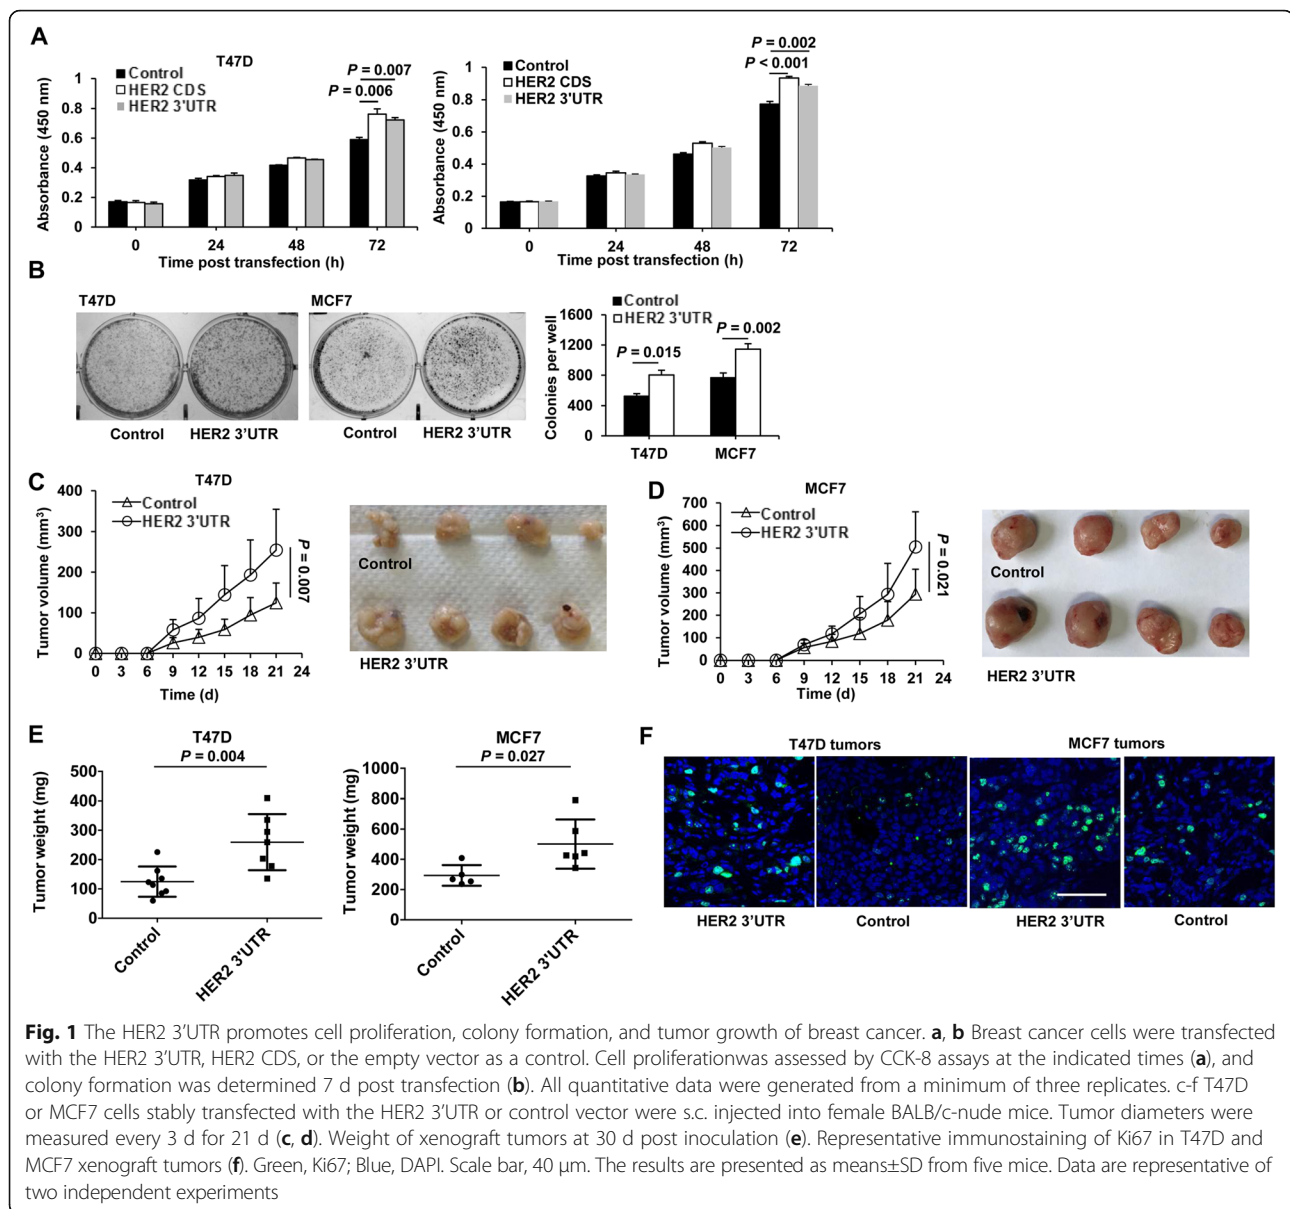 A
T47D
Control
HER2 CDS
HER2 3'UTR
P = 0.007
P = 0.006
Absorbance (450 nm)
1
0.8
0.6
0.4
0.2
0
0 24 48 72
Time post transfection (h)
Control
HER2 CDS
HER2 3'UTR
P = 0.002
P < 0.001
Absorbance (450 nm)
1
0.8
0.6
0.4
0.2
0
0 24 48 72
Time post transfection (h)
B
T47D
MCF7
Control HER2 3’UTR
Control HER2 3’UTR
Control
HER2 3'UTR
P = 0.015
P = 0.002
Colonies per well
1600
1200
800
400
0
T47D MCF7
C
T47D
Control
HER2 3'UTR
P = 0.007
Tumor volume (mm³)
400
300
200
100
0
0 3 6 9 12 15 18 21 24
Time (d)
Control
HER2 3’UTR
D
MCF7
Control
HER2 3'UTR
P = 0.021
Tumor volume (mm³)
700
600
500
400
300
200
100
0
0 3 6 9 12 15 18 21 24
Time (d)
Control
HER2 3’UTR
E
T47D
P = 0.004
Tumor weight (mg)
500
400
300
200
100
0
Control
HER2 3'UTR
MCF7
P = 0.027
Tumor weight (mg)
1000
800
600
400
200
0
Control
HER2 3'UTR
F
T47D tumors
MCF7 tumors
HER2 3’UTR Control HER2 3’UTR Control
Fig. 1 The HER2 3’UTR promotes cell proliferation, colony formation, and tumor growth of breast cancer. a, b Breast cancer cells were transfected
with the HER2 3’UTR, HER2 CDS, or the empty vector as a control. Cell proliferationwas assessed by CCK-8 assays at the indicated times (a), and
colony formation was determined 7 d post transfection (b). All quantitative data were generated from a minimum of three replicates. c-f T47D
or MCF7 cells stably transfected with the HER2 3’UTR or control vector were s.c. injected into female BALB/c-nude mice. Tumor diameters were
measured every 3 d for 21 d (c, d). Weight of xenograft tumors at 30 d post inoculation (e). Representative immunostaining of Ki67 in T47D and
MCF7 xenograft tumors (f). Green, Ki67; Blue, DAPI. Scale bar, 40 μm. The results are presented as means±SD from five mice. Data are representative of
two independent experiments